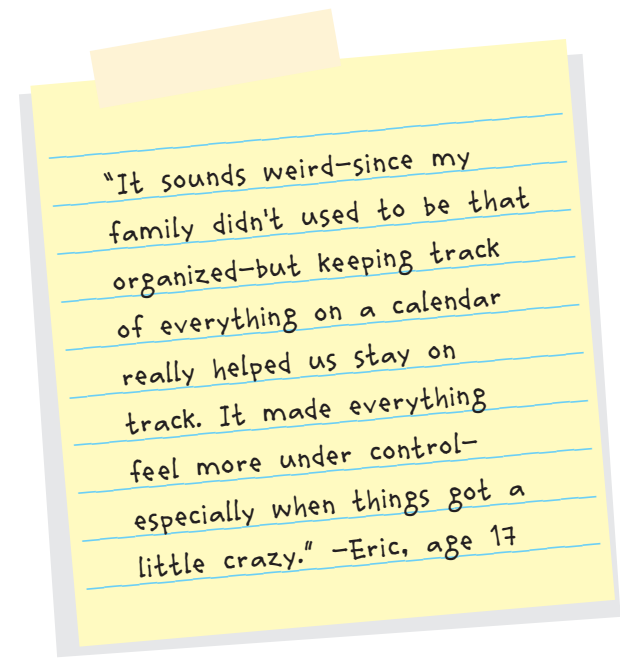 "It sounds weird—since my
family didn't used to be that
organized—but keeping track
of everything on a calendar
really helped us stay on
track. It made everything
feel more under control—
especially when things got a
little crazy." —Eric, age 17